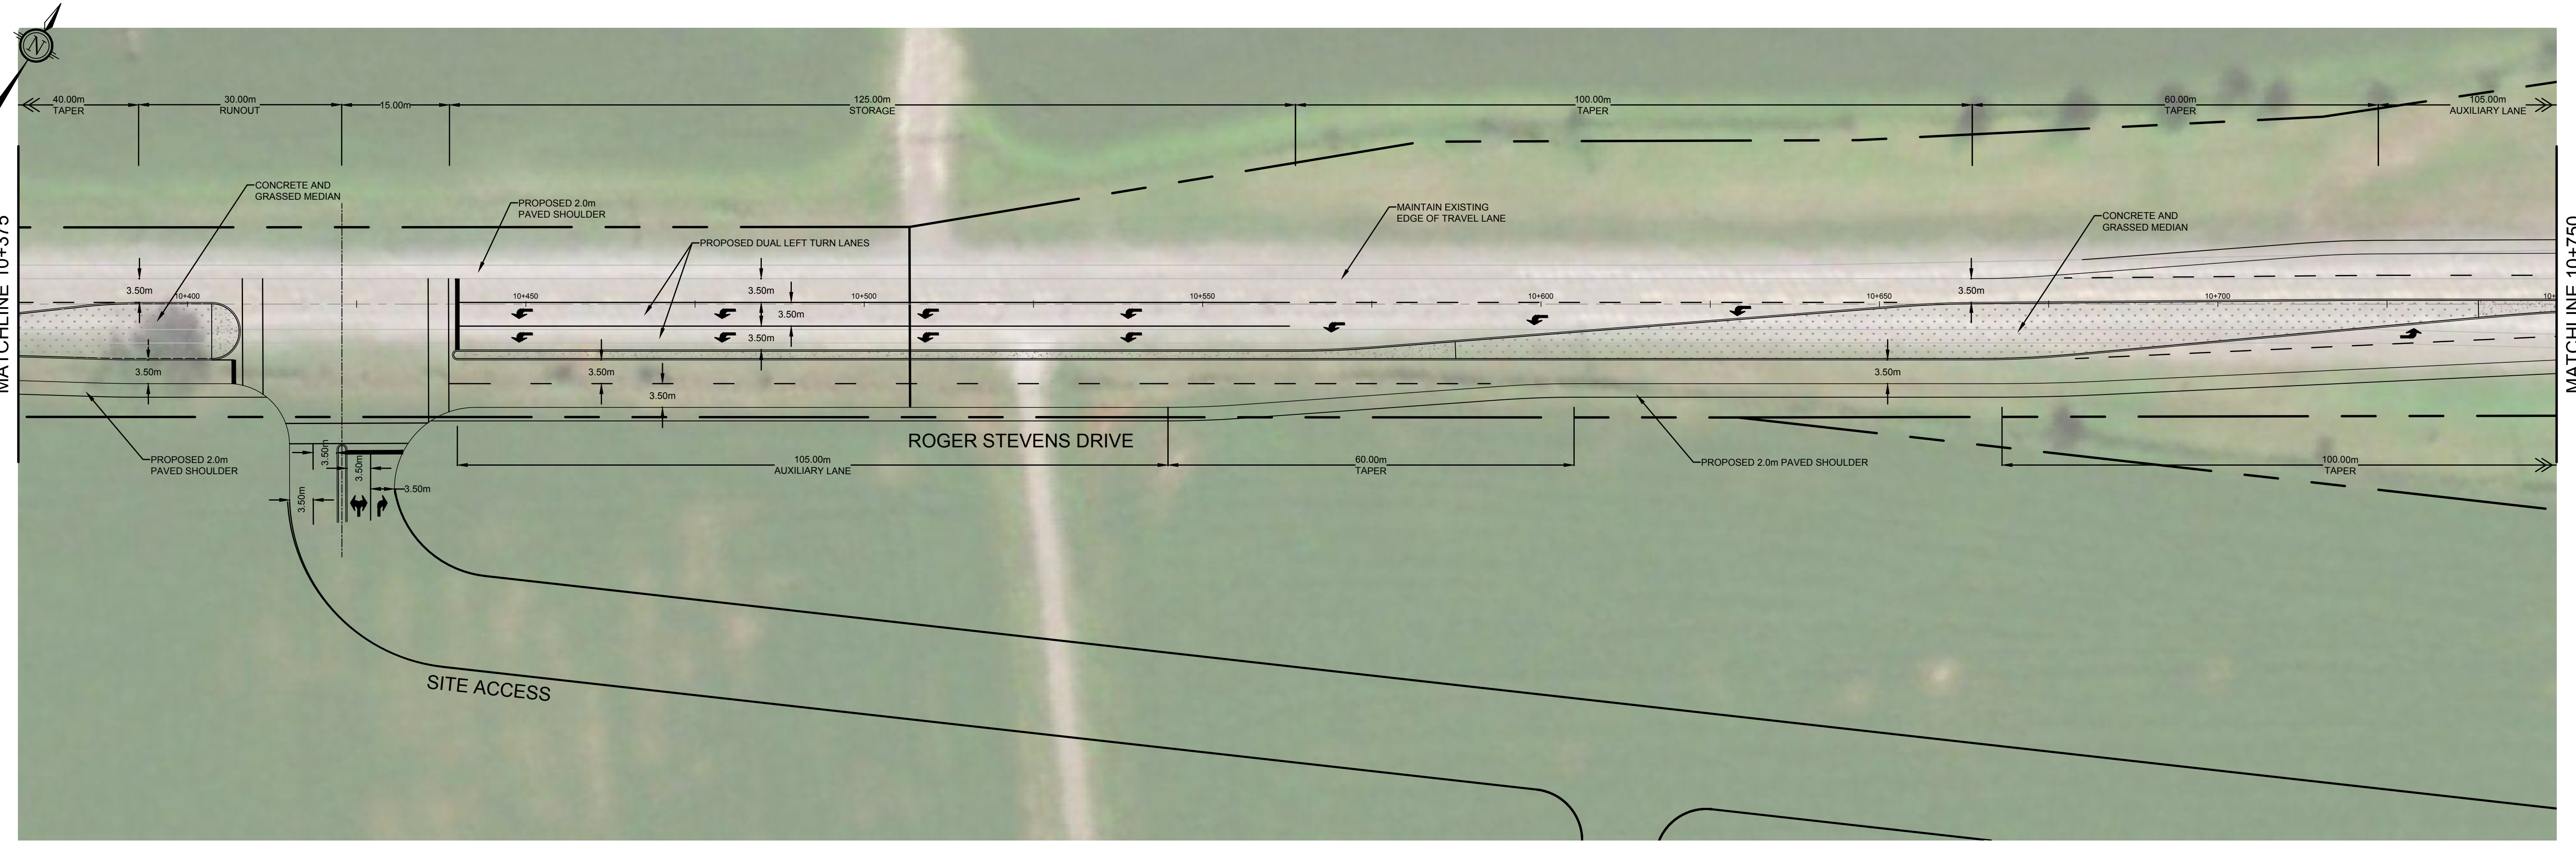 N
40.00m
TAPER
30.00m
RUNOUT
15.00m
125.00m
STORAGE
100.00m
TAPER
60.00m
TAPER
105.00m
AUXILIARY LANE
CONCRETE AND
GRASSED MEDIAN
PROPOSED 2.0m
PAVED SHOULDER
PROPOSED DUAL LEFT TURN LANES
MAINTAIN EXISTING
EDGE OF TRAVEL LANE
CONCRETE AND
GRASSED MEDIAN
MATCHLINE 10+375
MATCHLINE 10+750
3.50m
10+400
10+450
3.50m
10+500
3.50m
10+550
10+600
10+650
3.50m
10+700
3.50m
3.50m
3.50m
3.50m
3.50m
3.50m
ROGER STEVENS DRIVE
PROPOSED 2.0m
PAVED SHOULDER
105.00m
AUXILIARY LANE
60.00m
TAPER
PROPOSED 2.0m PAVED SHOULDER
100.00m
TAPER
3.50m
3.50m
3.50m
3.50m
SITE ACCESS